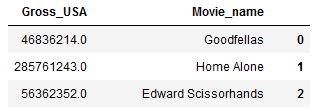 Gross_USA Movie_name
46836214.0 Goodfellas 0
285761243.0 Home Alone 1
56362352.0 Edward Scissorhands 2